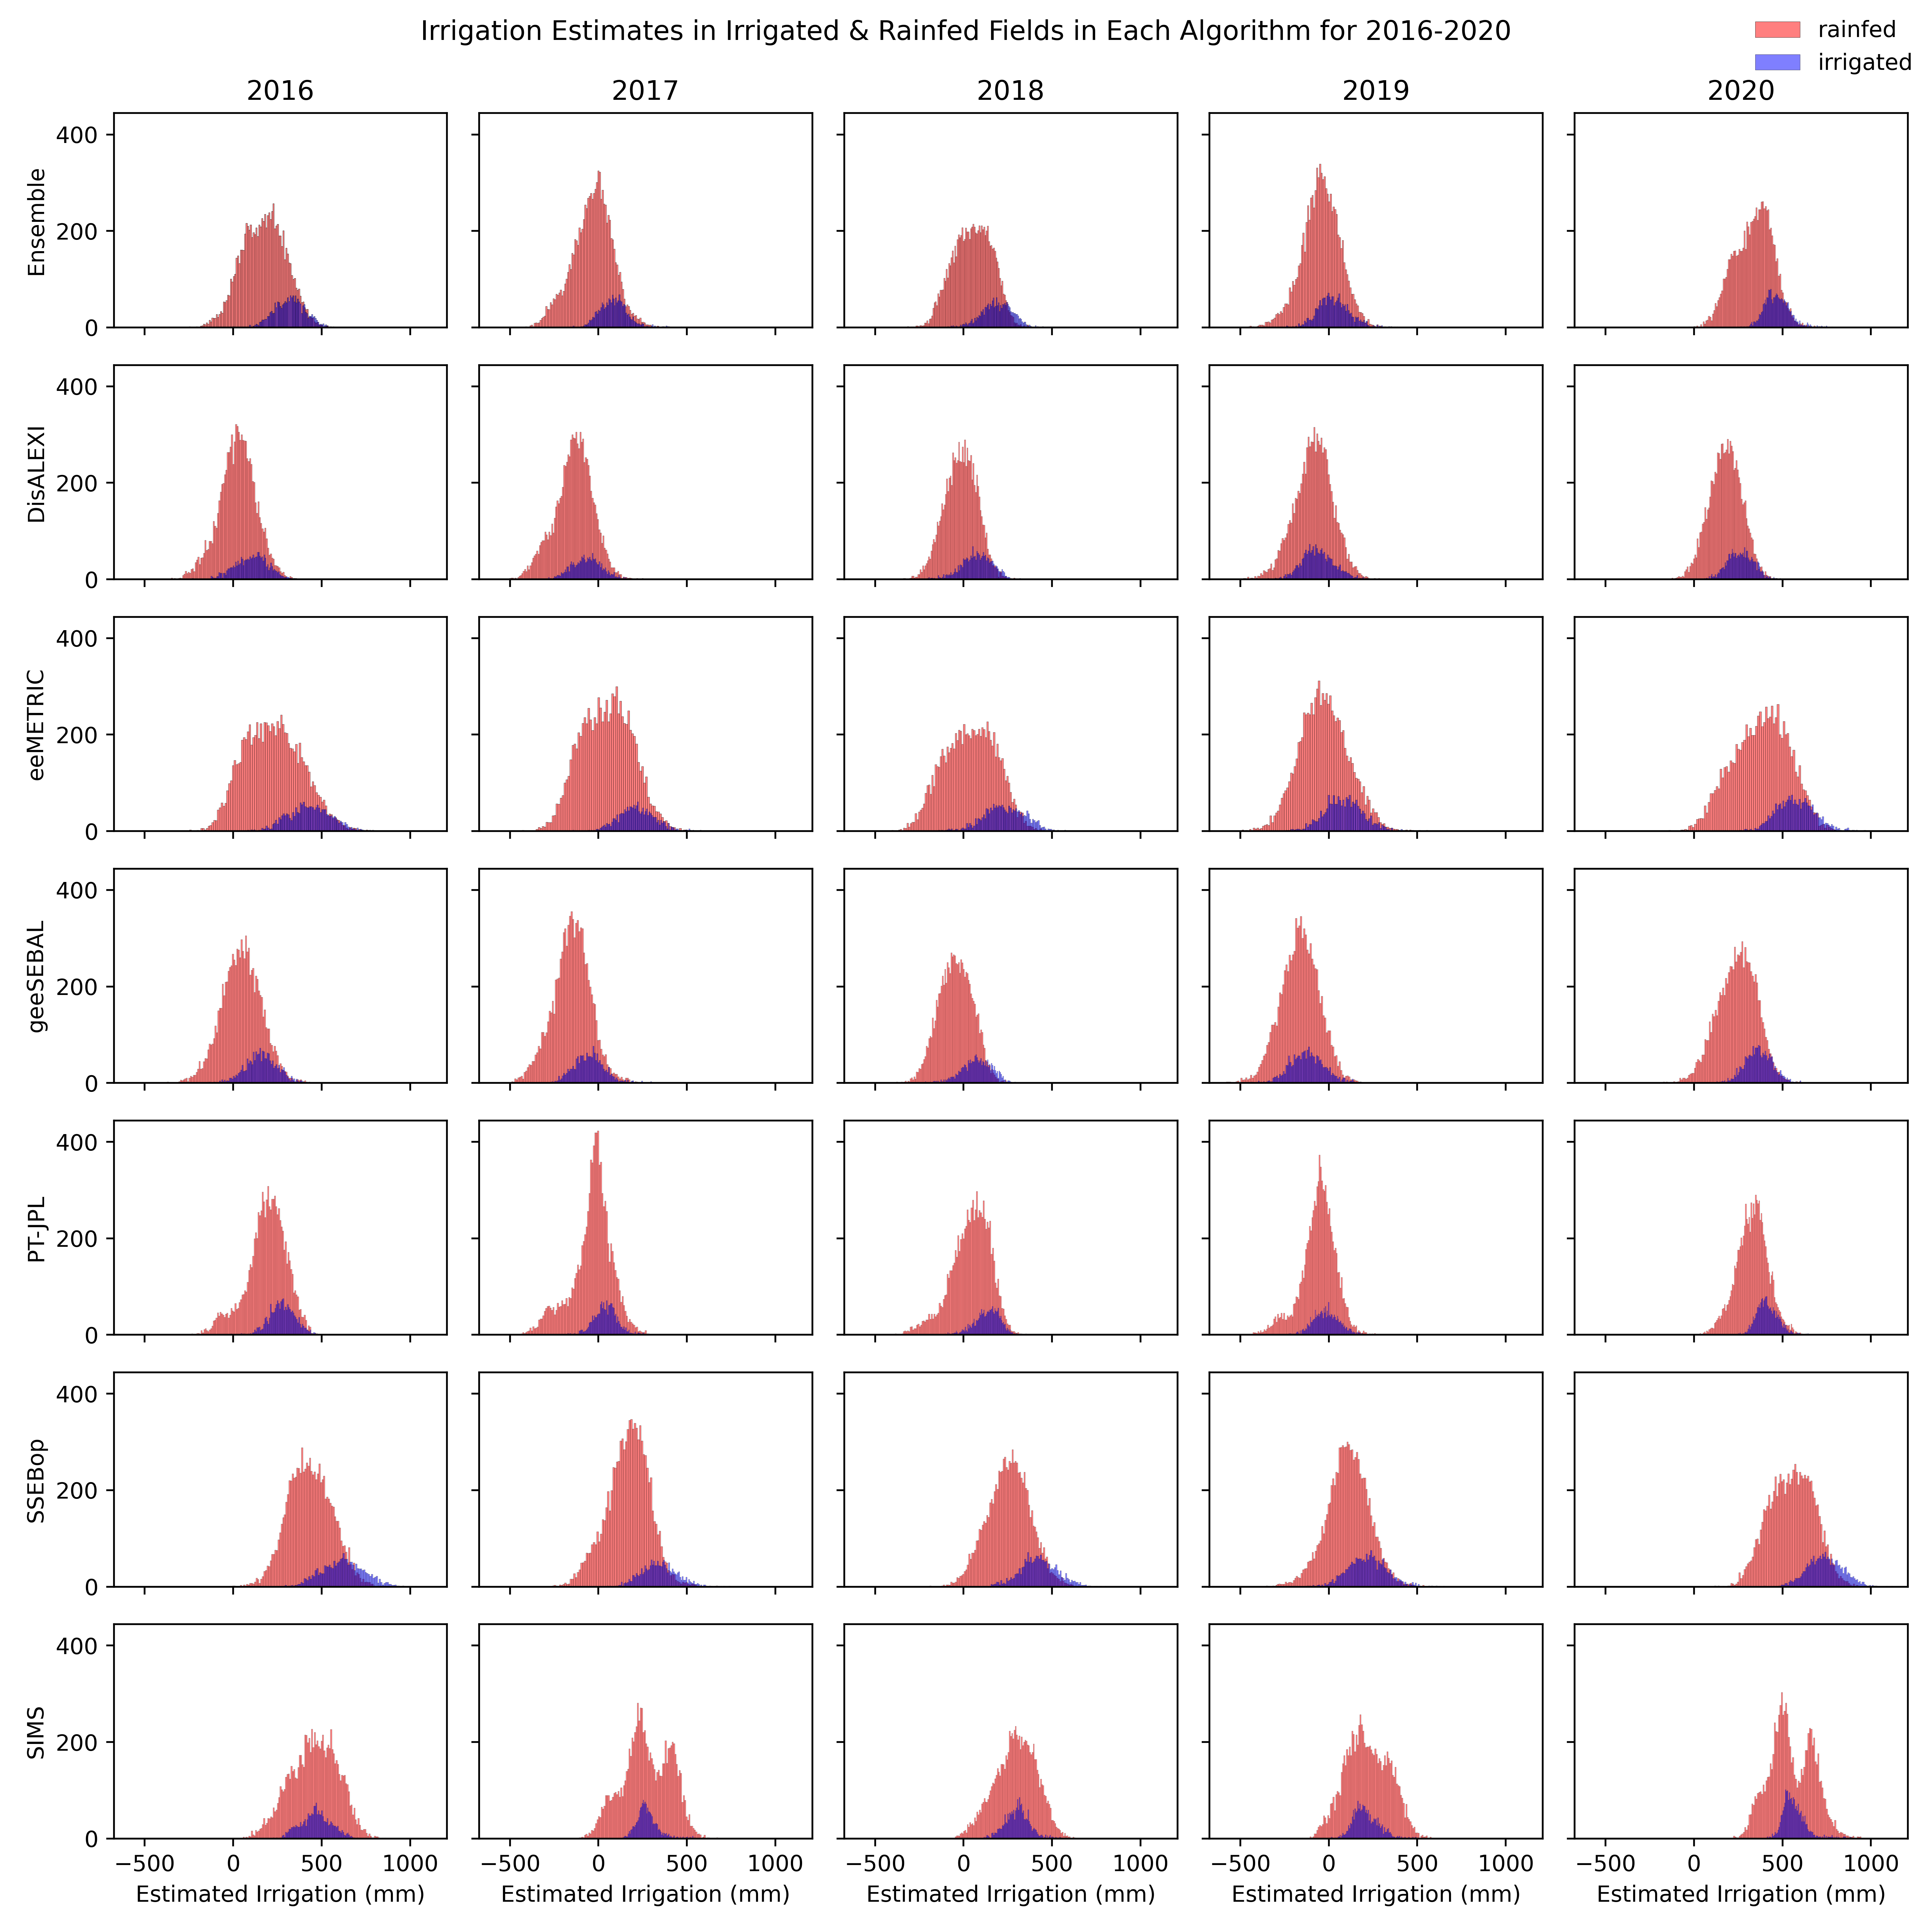 Irrigation Estimates in Irrigated & Rainfed Fields in Each Algorithm for 2016-2020
rainfed
irrigated
2016 2017 2018 2019 2020
Ensemble
400
200
0
DisALEXI
400
200
0
eeMETRIC
400
200
0
geeSEBAL
400
200
0
PT-JPL
400
200
0
SSEBop
400
200
0
SIMS
400
200
0
−500 0 500 1000 −500 0 500 1000 −500 0 500 1000 −500 0 500 1000 −500 0 500 1000
Estimated Irrigation (mm) Estimated Irrigation (mm) Estimated Irrigation (mm) Estimated Irrigation (mm) Estimated Irrigation (mm)